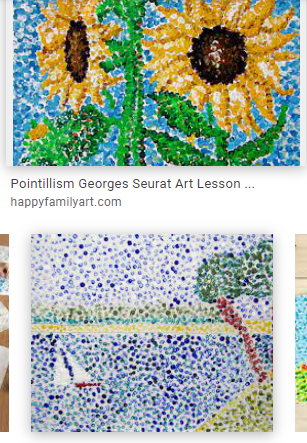 Pointillism Georges Seurat Art Lesson ...
happyfamilyart.com